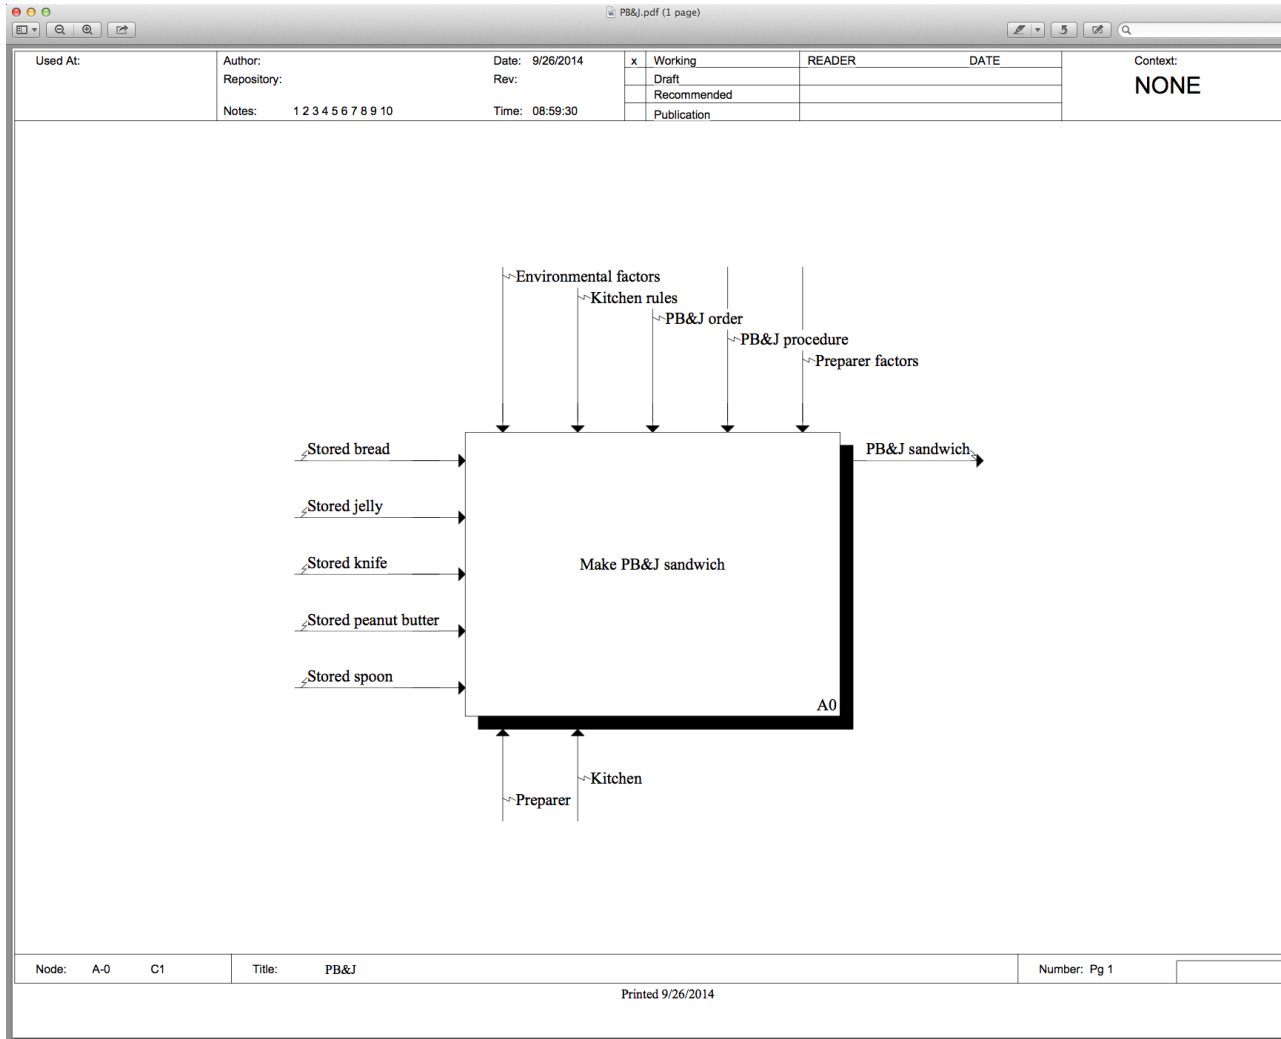 PB&J.pdf (1 page)
Used At:
Author:
Date: 9/26/2014
x Working
READER
DATE
Context:
Repository:
Rev:
Draft
NONE
Recommended
Notes: 1 2 3 4 5 6 7 8 9 10
Time: 08:59:30
Publication
Environmental factors
Kitchen rules
PB&J order
PB&J procedure
Preparer factors
Stored bread
PB&J sandwich
Stored jelly
Stored knife
Make PB&J sandwich
Stored peanut butter
Stored spoon
A0
Kitchen
Preparer
Node: A-0 C1
Title: PB&J
Number: Pg 1
Printed 9/26/2014